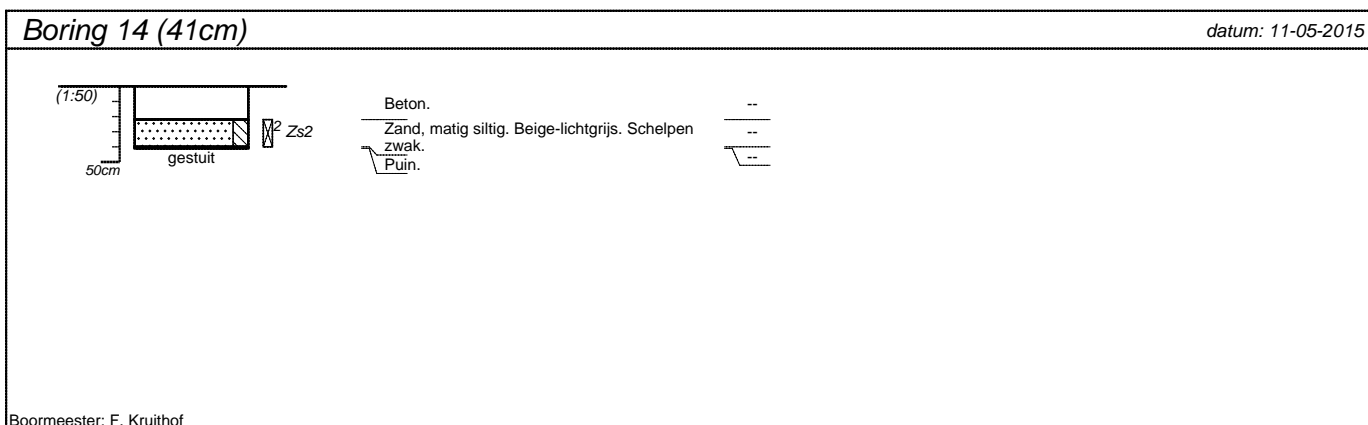 Boring 14 (41cm)
datum: 11-05-2015
(1:50)
2 Zs2
gestuit
50cm
Beton.
--
Zand, matig siltig. Beige-lichtgrijs. Schelpen
zwak.
--
Puin.
--
Boormeester: F. Kruithof